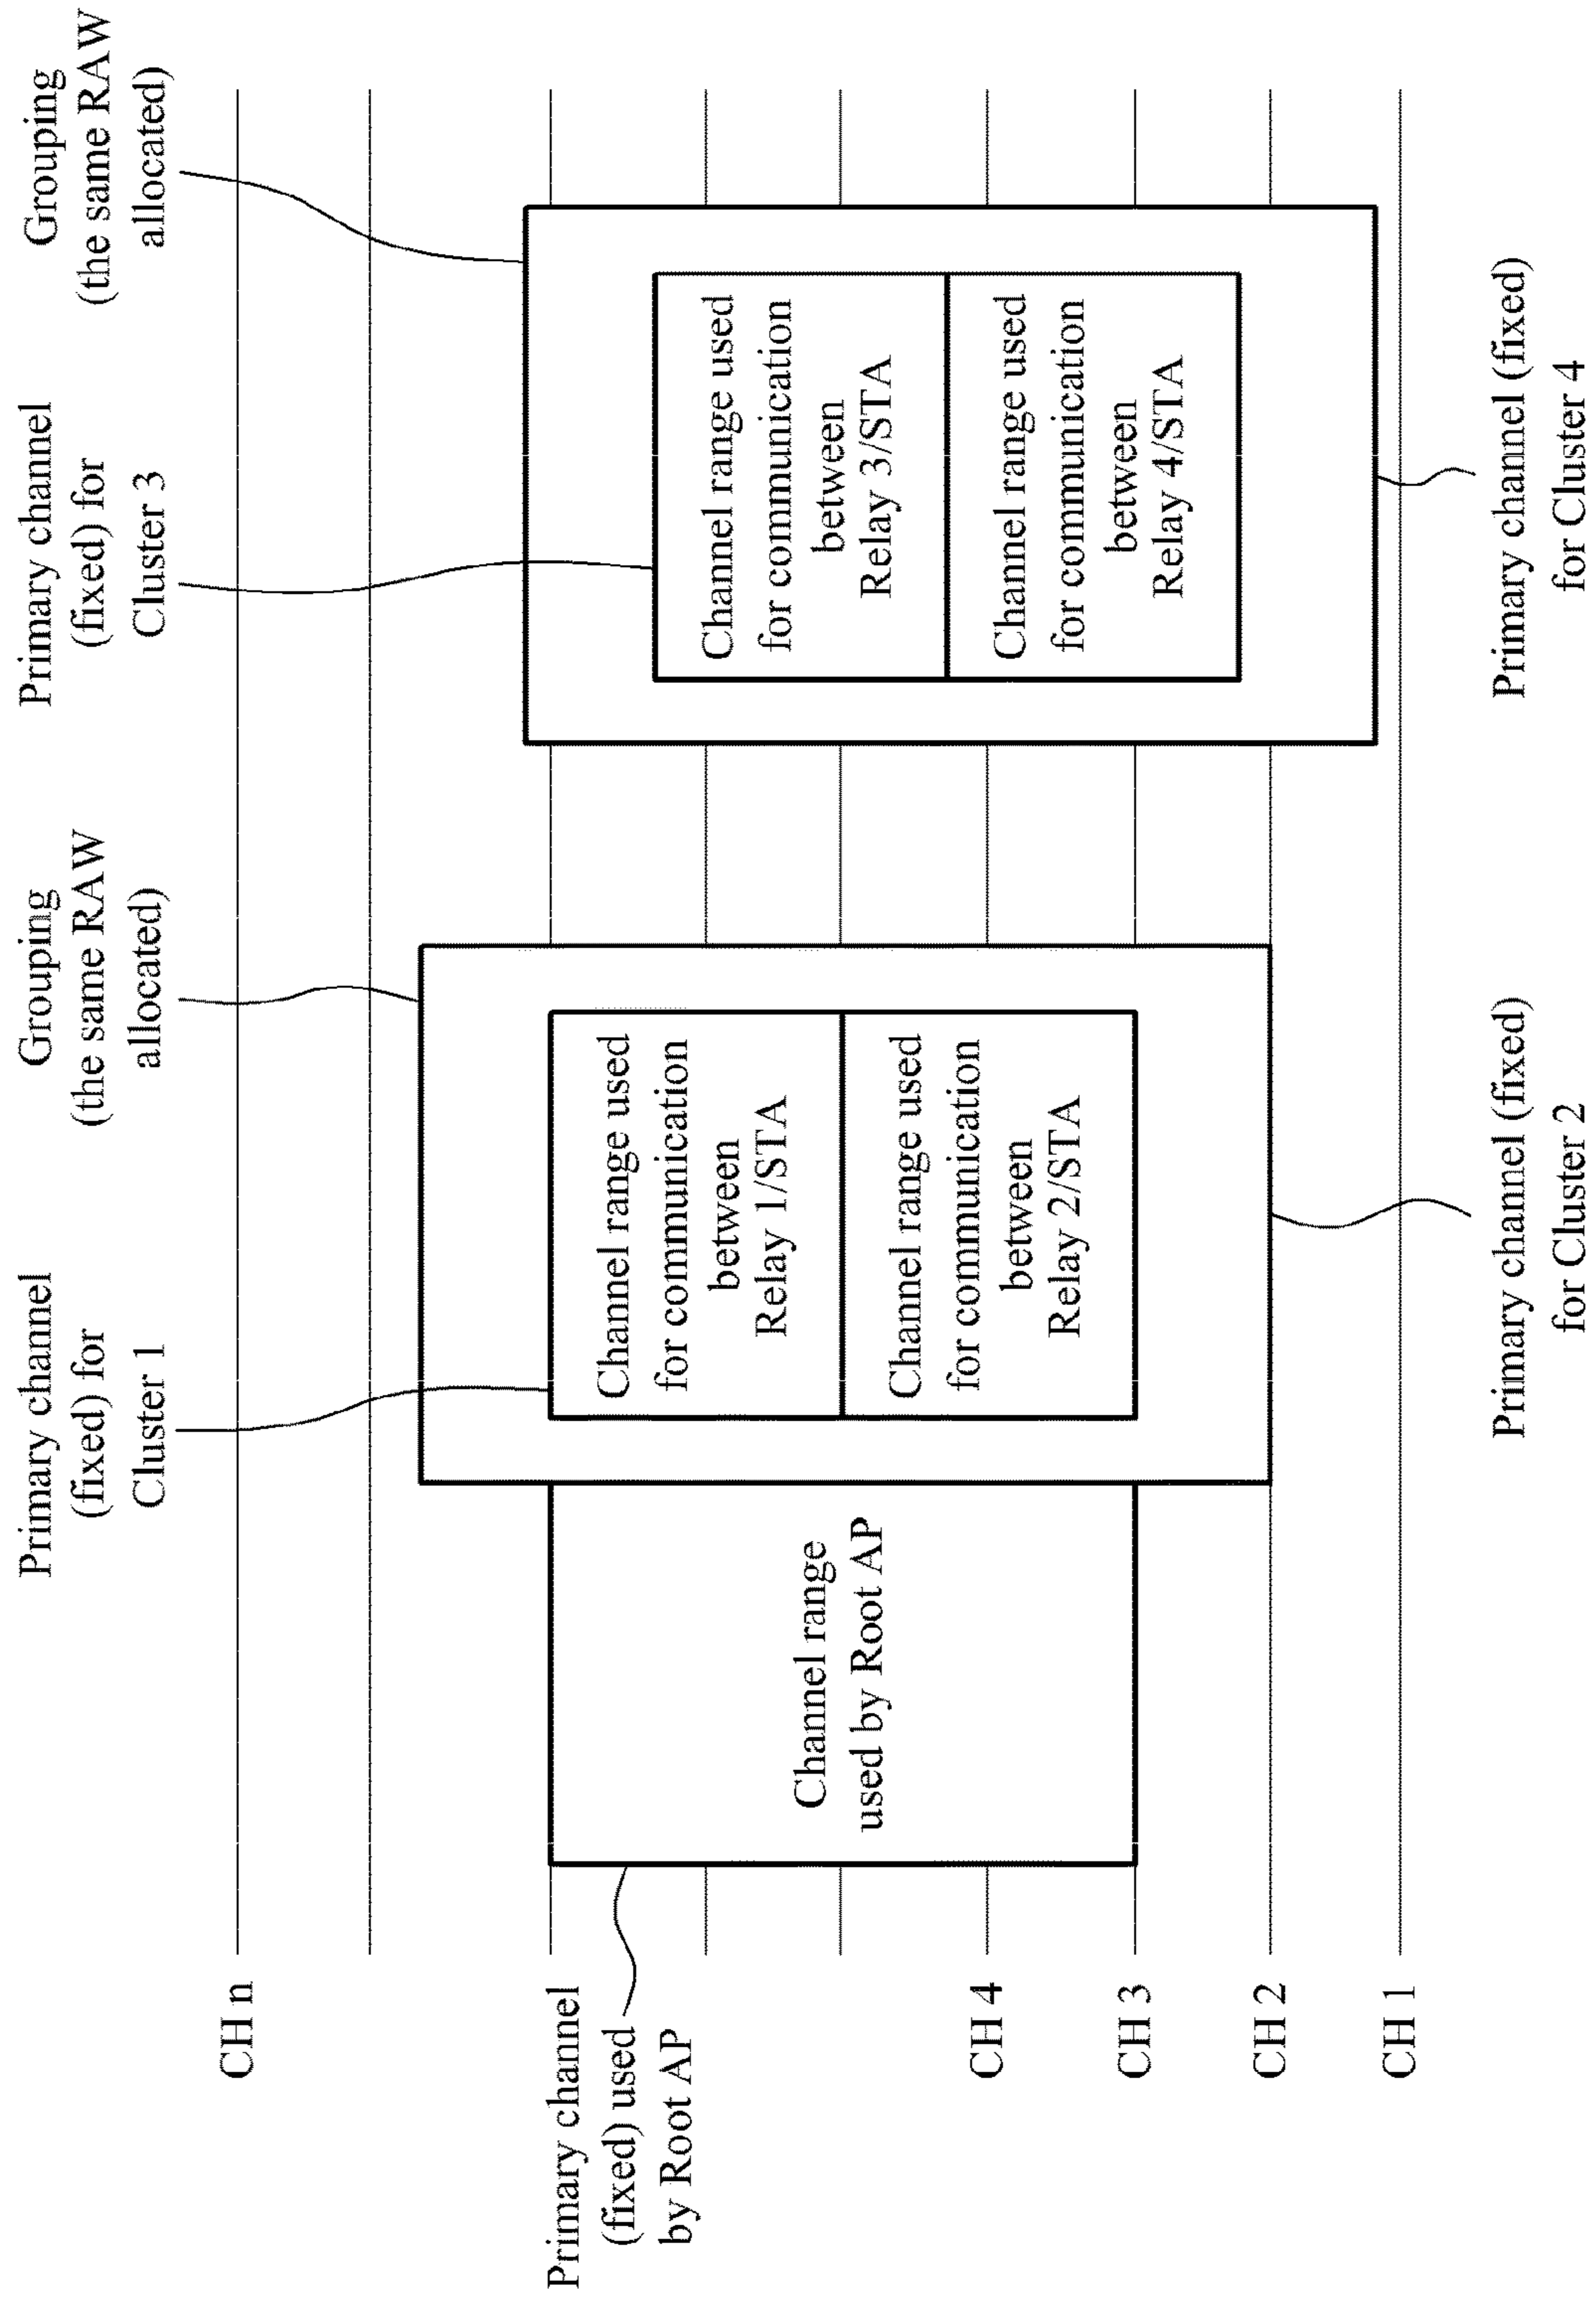 Primary channel
(fixed) for
Cluster 1
Grouping
(the same RAW
allocated)
Primary channel
(fixed) for
Cluster 3
Grouping
(the same RAW
allocated)
CH n
Primary channel
(fixed) used
by Root AP
CH 4
CH 3
CH 2
CH 1
Channel range
used by Root AP
Channel range used
for communication
between
Relay 1/STA
Channel range used
for communication
between
Relay 2/STA
Channel range used
for communication
between
Relay 3/STA
Channel range used
for communication
between
Relay 4/STA
Primary channel (fixed)
for Cluster 2
Primary channel (fixed)
for Cluster 4